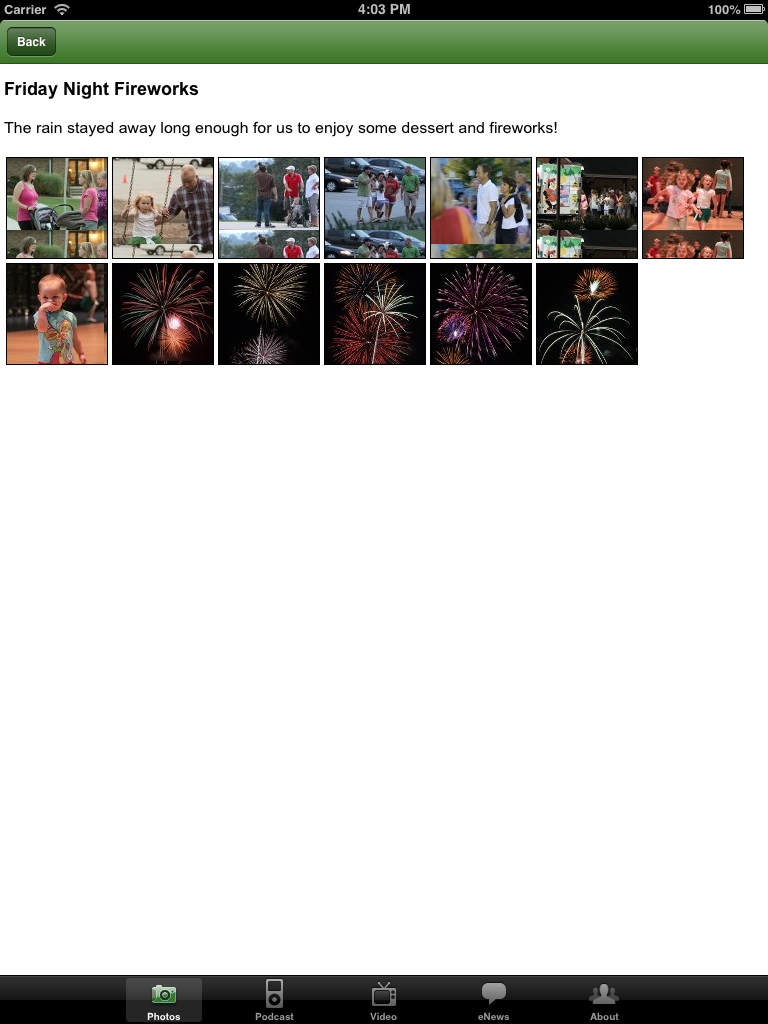 Carrier 4:03 PM 100%
Back
Friday Night Fireworks
The rain stayed away long enough for us to enjoy some dessert and fireworks!
Photos Podcast Video eNews About